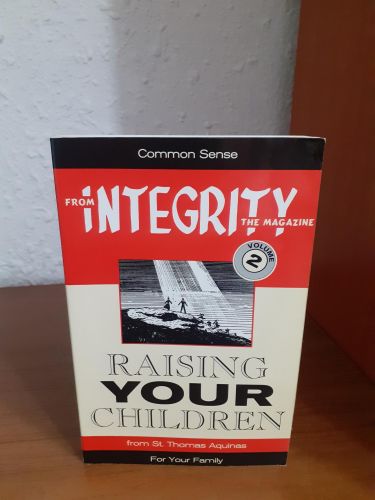 Common Sense
FROM INTEGRITY
THE MAGAZINE
VOLUME
2
RAISING
YOUR
CHILDREN
from St. Thomas Aquinas
For Your Family